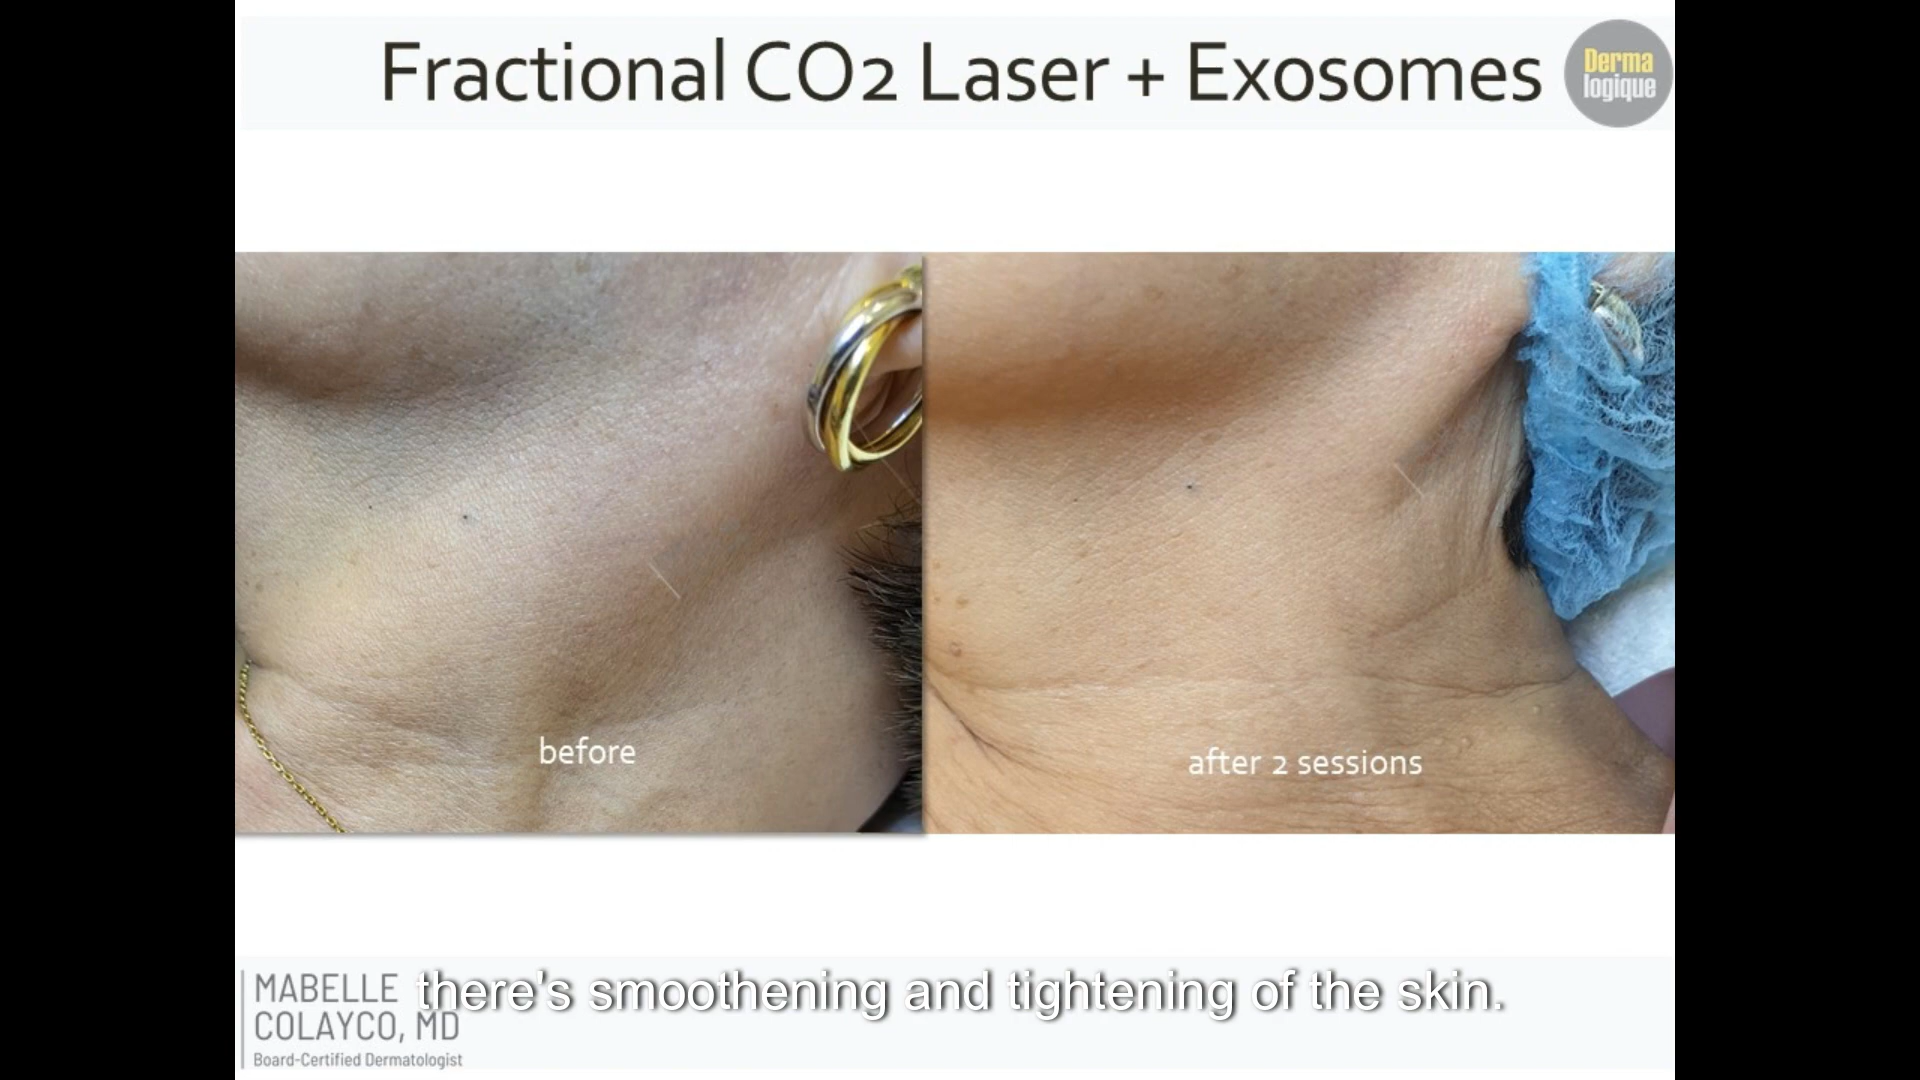 Fractional CO2 Laser + Exosomes
Derma
logique
before
after 2 sessions
MABELLE
COLAYCO, MD
Board-Certified Dermatologist
there's smoothening and tightening of the skin.